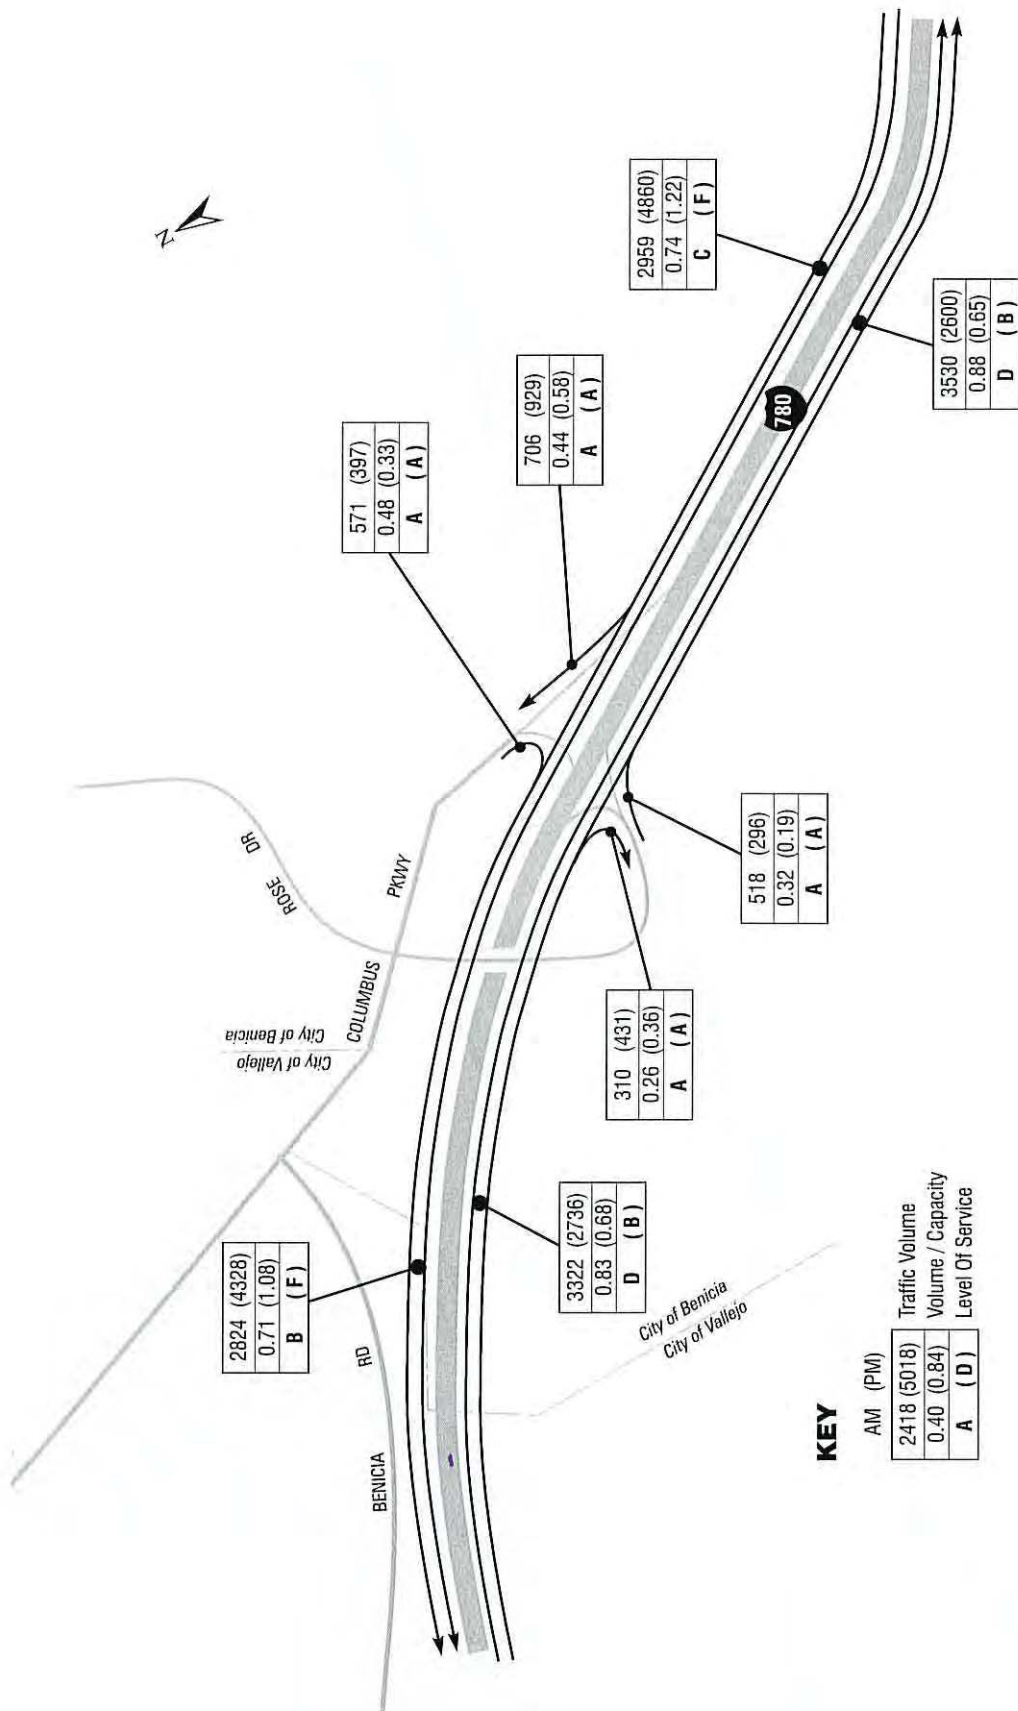 N
2959 (4860)
0.74 (1.22)
C (F)
706 (929)
0.44 (0.58)
A (A)
571 (397)
0.48 (0.33)
A (A)
780
3530 (2600)
0.88 (0.65)
D (B)
ROSE DR
COLUMBUS PKWY
518 (296)
0.32 (0.19)
A (A)
310 (431)
0.26 (0.36)
A (A)
City of Benicia
City of Vallejo
2824 (4328)
0.71 (1.08)
B (F)
3322 (2736)
0.83 (0.68)
D (B)
BENICIA RD
City of Benicia
City of Vallejo
KEY
AM (PM)
2418 (5018) Traffic Volume
0.40 (0.84) Volume / Capacity
A (D) Level Of Service